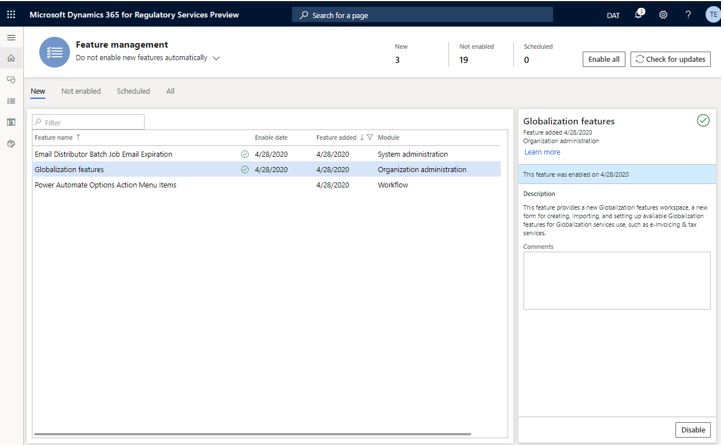 Microsoft Dynamics 365 for Regulatory Services Preview
Search for a page
DAT
1
?
TE
Feature management
Do not enable new features automatically
New
3
Not enabled
19
Scheduled
0
Enable all
Check for updates
New
Not enabled
Scheduled
All
Filter
Feature name ↑
Enable date
Feature added ↓
Module
Email Distributor Batch Job Email Expiration
4/28/2020
4/28/2020
System administration
Globalization features
4/28/2020
4/28/2020
Organization administration
Power Automate Options Action Menu Items
4/28/2020
Workflow
Globalization features
Feature added 4/28/2020
Organization administration
Learn more
This feature was enabled on 4/28/2020
Description
This feature provides a new Globalization features workspace, a new
form for creating, importing, and setting up available Globalization
features for Globalization services use, such as e-Invoicing & tax
services.
Comments
Disable